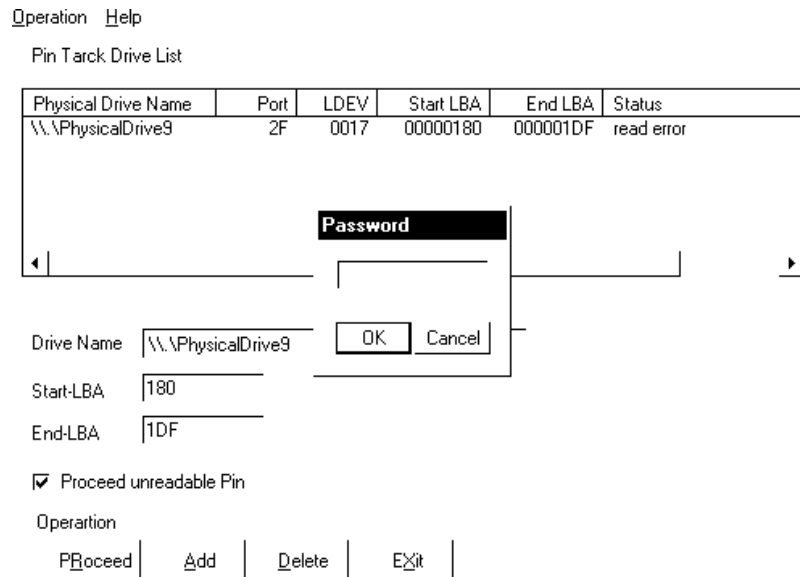 Operation Help
Pin Tarck Drive List
Physical Drive Name Port LDEV Start LBA End LBA Status
\\.\PhysicalDrive9 2F 0017 00000180 000001DF read error
Password
OK Cancel
Drive Name \\.\PhysicalDrive9
Start-LBA 180
End-LBA 1DF
Proceed unreadable Pin
Operartion
PRoceed Add Delete EXit